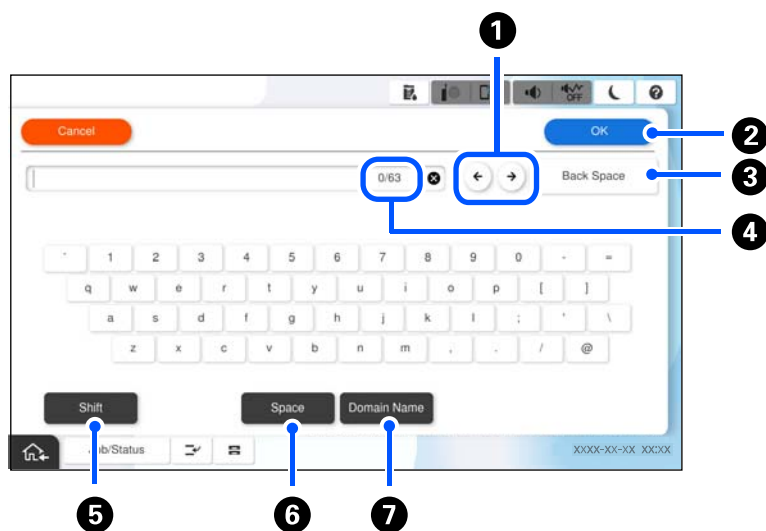 1
OFF
Cancel
OK
2
0/63
Back Space
3
4
` 1 2 3 4 5 6 7 8 9 0 - =
q w e r t y u i o p [ ]
a s d f g h j k l ; ' \
z x c v b n m , . / @
Shift
Space
Domain Name
Job/Status
XXXX-XX-XX XX:XX
5
6
7